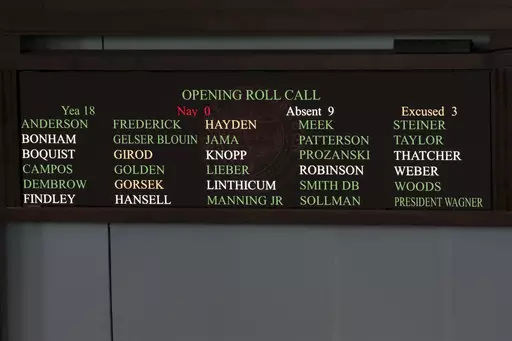 OPENING ROLL CALL
Yea 18 Nay 0 Absent 9 Excused 3
ANDERSON FREDERICK HAYDEN MEEK STEINER
BONHAM GELSER BLOUIN JAMA PATTERSON TAYLOR
BOQUIST GIROD KNOPP PROZANSKI THATCHER
CAMPOS GOLDEN LIEBER ROBINSON WEBER
DEMBROW GORSEK LINTHICUM SMITH DB WOODS
FINDLEY HANSELL MANNING JR SOLLMAN PRESIDENT WAGNER